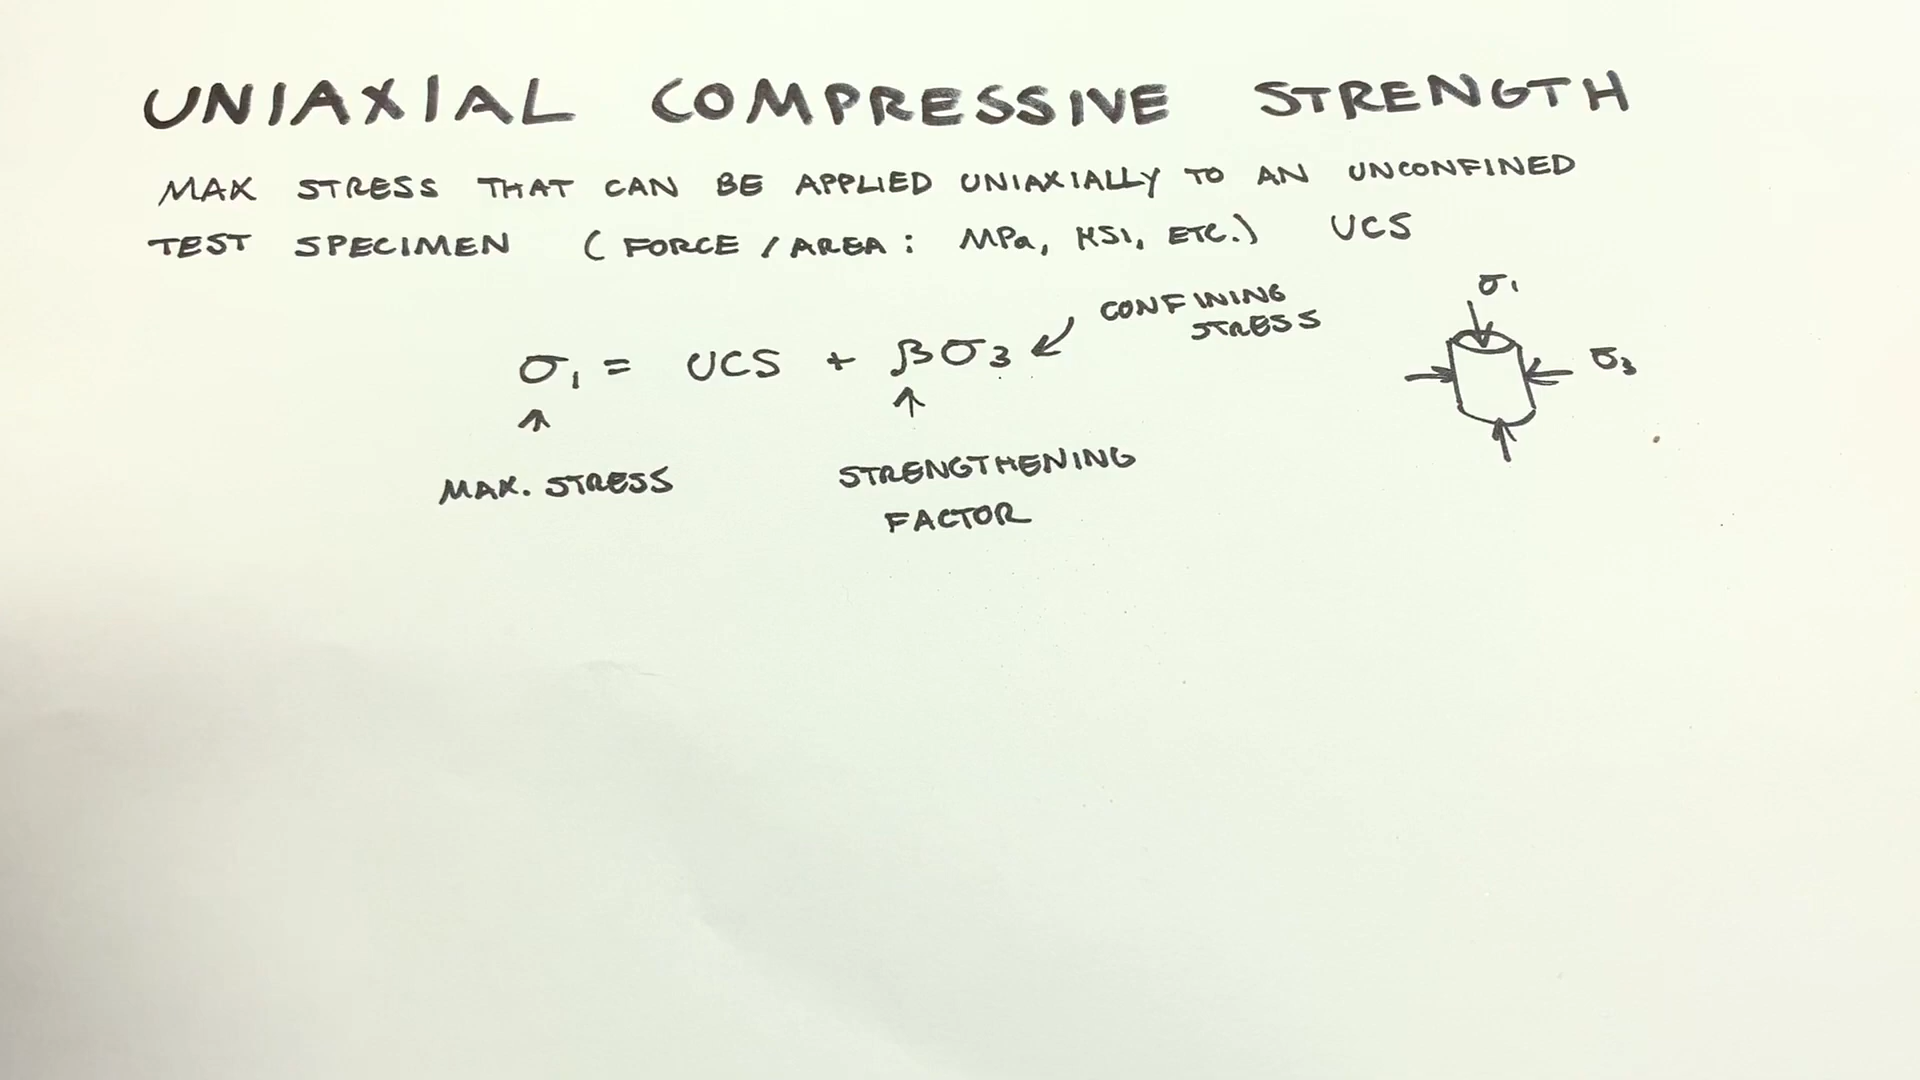 UNIAXIAL COMPRESSIVE STRENGTH
MAX STRESS THAT CAN BE APPLIED UNIAXIALLY TO AN UNCONFINED
TEST SPECIMEN (FORCE / AREA: MPa, KSI, ETC.) UCS
CONFINING
STRESS
σ₁ = UCS + βσ₃
MAX. STRESS
STRENGTHENING
FACTOR
σ₁
σ₃